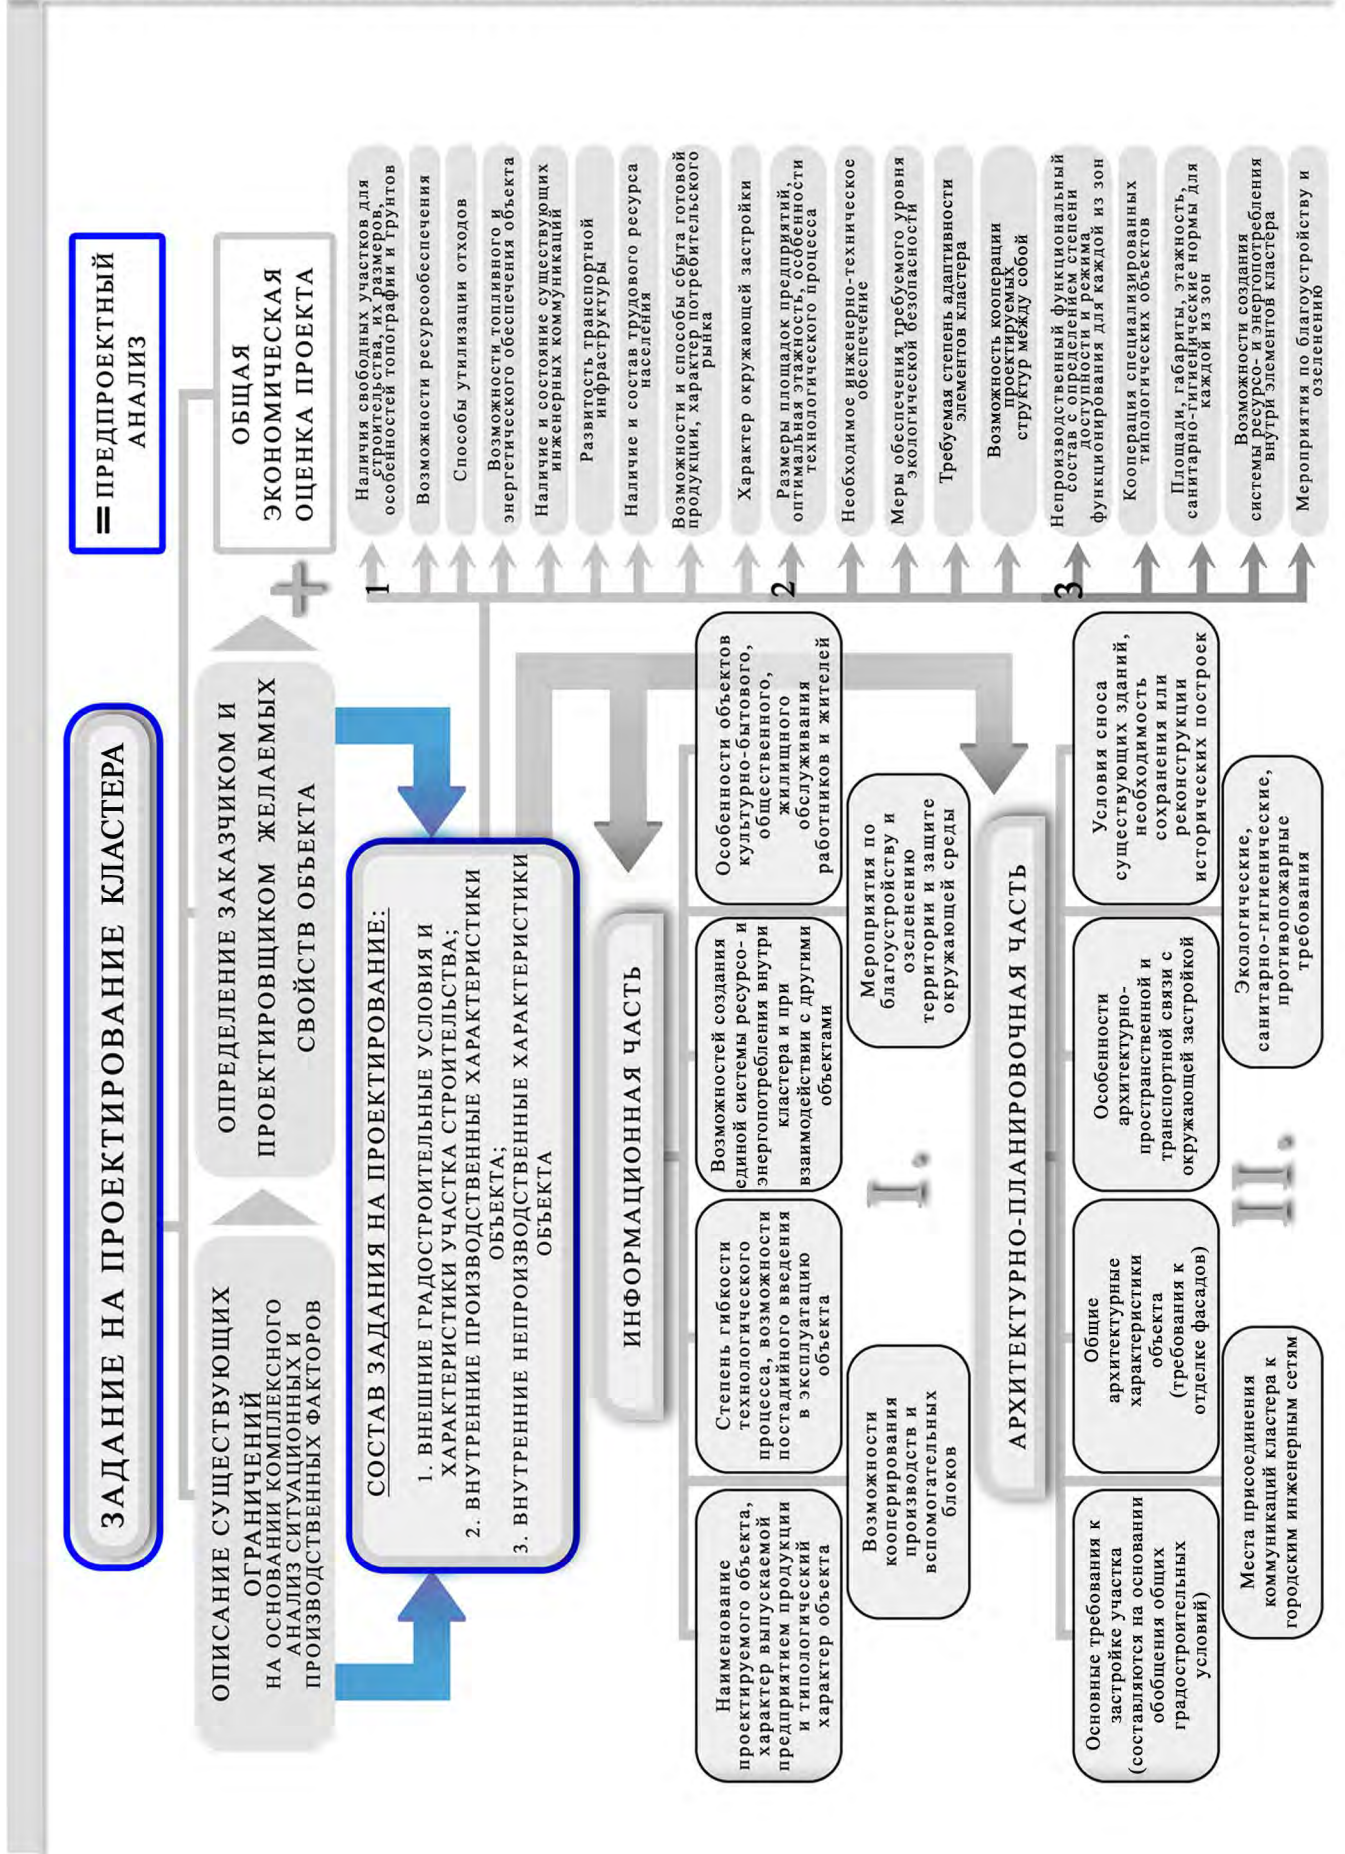 ЗАДАНИЕ НА ПРОЕКТИРОВАНИЕ КЛАСТЕРА
= ПРЕДПРОЕКТНЫЙ
АНАЛИЗ
ОПИСАНИЕ СУЩЕСТВУЮЩИХ
ОГРАНИЧЕНИЙ
НА ОСНОВАНИИ КОМПЛЕКСНОГО
АНАЛИЗ СИТУАЦИОННЫХ И
ПРОИЗВОДСТВЕННЫХ ФАКТОРОВ
ОПРЕДЕЛЕНИЕ ЗАКАЗЧИКОМ И
ПРОЕКТИРОВЩИКОМ ЖЕЛАЕМЫХ
СВОЙСТВ ОБЪЕКТА
+
ОБЩАЯ
ЭКОНОМИЧЕСКАЯ
ОЦЕНКА ПРОЕКТА
СОСТАВ ЗАДАНИЯ НА ПРОЕКТИРОВАНИЕ:
1. ВНЕШНИЕ ГРАДОСТРОИТЕЛЬНЫЕ УСЛОВИЯ И
ХАРАКТЕРИСТИКИ УЧАСТКА СТРОИТЕЛЬСТВА;
2. ВНУТРЕННИЕ ПРОИЗВОДСТВЕННЫЕ ХАРАКТЕРИСТИКИ
ОБЪЕКТА;
3. ВНУТРЕННИЕ НЕПРОИЗВОДСТВЕННЫЕ ХАРАКТЕРИСТИКИ
ОБЪЕКТА
1
Наличия свободных участков для
строительства, их размеров,
особенностей топографии и грунтов
Возможности ресурсообеспечения
Способы утилизации отходов
Возможности топливного и
энергетического обеспечения объекта
Наличие и состояние существующих
инженерных коммуникаций
Развитость транспортной
инфраструктуры
Наличие и состав трудового ресурса
населения
Возможности и способы сбыта готовой
продукции, характер потребительского
рынка
Характер окружающей застройки
2
Размеры площадок предприятий,
оптимальная этажность, особенности
технологического процесса
Необходимое инженерно-техническое
обеспечение
Меры обеспечения требуемого уровня
экологической безопасности
Требуемая степень адаптивности
элементов кластера
Возможность кооперации
проектируемых
структур между собой
3
Непроизводственный функциональный
состав с определением степени
доступности и режима
функционирования для каждой из зон
Кооперация специализированных
типологических объектов
Площади, габариты, этажность,
санитарно-гигиенические нормы для
каждой из зон
Возможности создания
системы ресурсо- и энергопотребления
внутри элементов кластера
Мероприятия по благоустройству и
озеленению
ИНФОРМАЦИОННАЯ ЧАСТЬ
Наименование
проектируемого объекта,
характер выпускаемой
предприятием продукции
и типологический
характер объекта
Степень гибкости
технологического
процесса, возможности
постадийного введения
в эксплуатацию
объекта
Возможностей создания
единой системы ресурсо- и
энергопотребления внутри
кластера и при
взаимодействии с другими
объектами
Особенности объектов
культурно-бытового,
общественного,
жилищного
обслуживания
работников и жителей
Возможности
кооперирования
производств и
вспомогательных
блоков
I.
Мероприятия по
благоустройству и
озеленению
территории и защите
окружающей среды
АРХИТЕКТУРНО-ПЛАНИРОВОЧНАЯ ЧАСТЬ
Основные требования к
застройке участка
(составляются на основании
обобщения общих
градостроительных
условий)
Общие
архитектурные
характеристики
объекта
(требования к
отделке фасадов)
Особенности
архитектурно-
пространственной и
транспортной связи с
окружающей застройкой
Условия сноса
существующих зданий,
необходимость
сохранения или
реконструкции
исторических построек
Места присоединения
коммуникаций кластера к
городским инженерным сетям
II.
Экологические,
санитарно-гигиенические,
противопожарные
требования